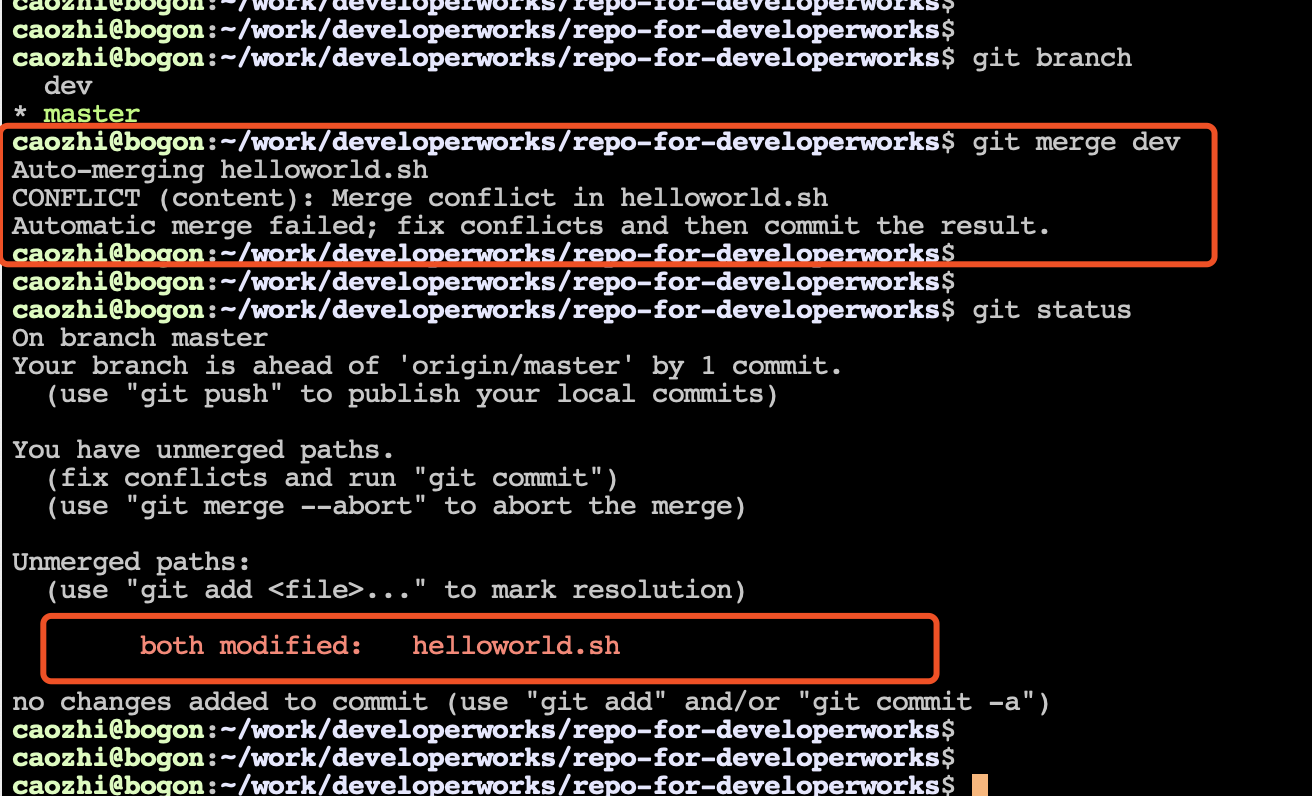 caozhi@bogon:~/work/developerworks/repo-for-developerworks$
caozhi@bogon:~/work/developerworks/repo-for-developerworks$
caozhi@bogon:~/work/developerworks/repo-for-developerworks$ git branch
  dev
* master
caozhi@bogon:~/work/developerworks/repo-for-developerworks$ git merge dev
Auto-merging helloworld.sh
CONFLICT (content): Merge conflict in helloworld.sh
Automatic merge failed; fix conflicts and then commit the result.
caozhi@bogon:~/work/developerworks/repo-for-developerworks$
caozhi@bogon:~/work/developerworks/repo-for-developerworks$
caozhi@bogon:~/work/developerworks/repo-for-developerworks$ git status
On branch master
Your branch is ahead of 'origin/master' by 1 commit.
  (use "git push" to publish your local commits)

You have unmerged paths.
  (fix conflicts and run "git commit")
  (use "git merge --abort" to abort the merge)

Unmerged paths:
  (use "git add <file>..." to mark resolution)

        both modified:   helloworld.sh

no changes added to commit (use "git add" and/or "git commit -a")
caozhi@bogon:~/work/developerworks/repo-for-developerworks$
caozhi@bogon:~/work/developerworks/repo-for-developerworks$
caozhi@bogon:~/work/developerworks/repo-for-developerworks$